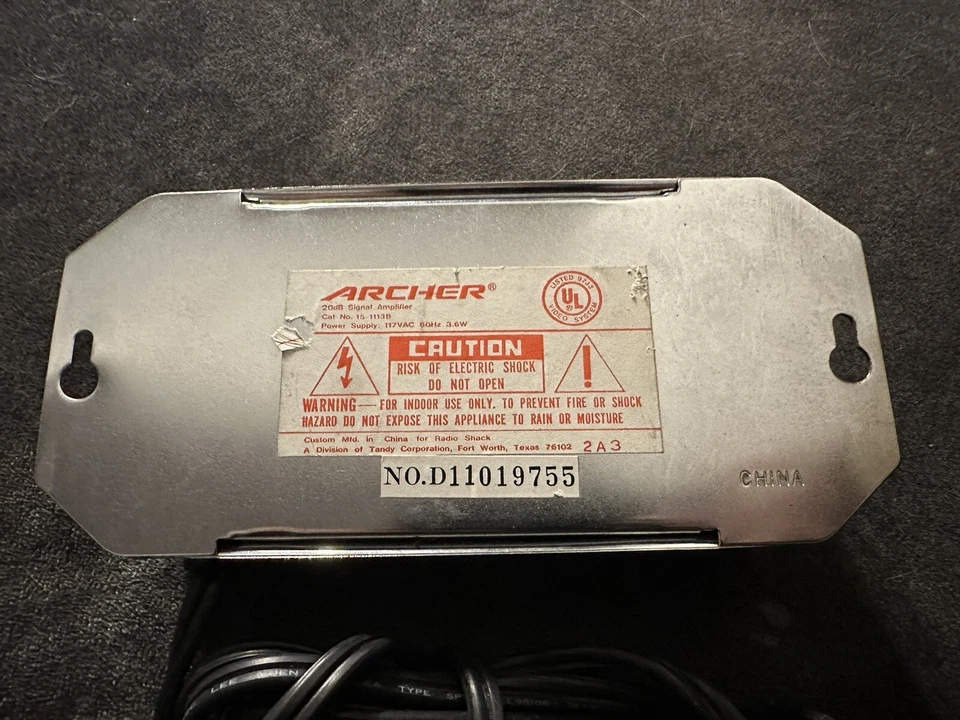 ARCHER®
20dB Signal Amplifier
Cat No. 15-1113B
Power Supply: 117VAC 60Hz 3.6W
LISTED 9733
UL®
VIDEO SYSTEM
CAUTION
RISK OF ELECTRIC SHOCK
DO NOT OPEN
WARNING — FOR INDOOR USE ONLY. TO PREVENT FIRE OR SHOCK
HAZARD DO NOT EXPOSE THIS APPLIANCE TO RAIN OR MOISTURE
Custom Mfd. in China for Radio Shack
A Division of Tandy Corporation, Fort Worth, Texas 76102 2A3
NO.D11019755
CHINA
TYPE